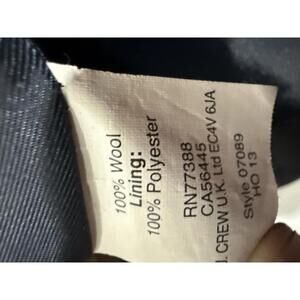 100% Wool
Lining:
100% Polyester
RN77388
CA56445
J. CREW U.K. Ltd EC4V 6JA
Style 07089
HO 13